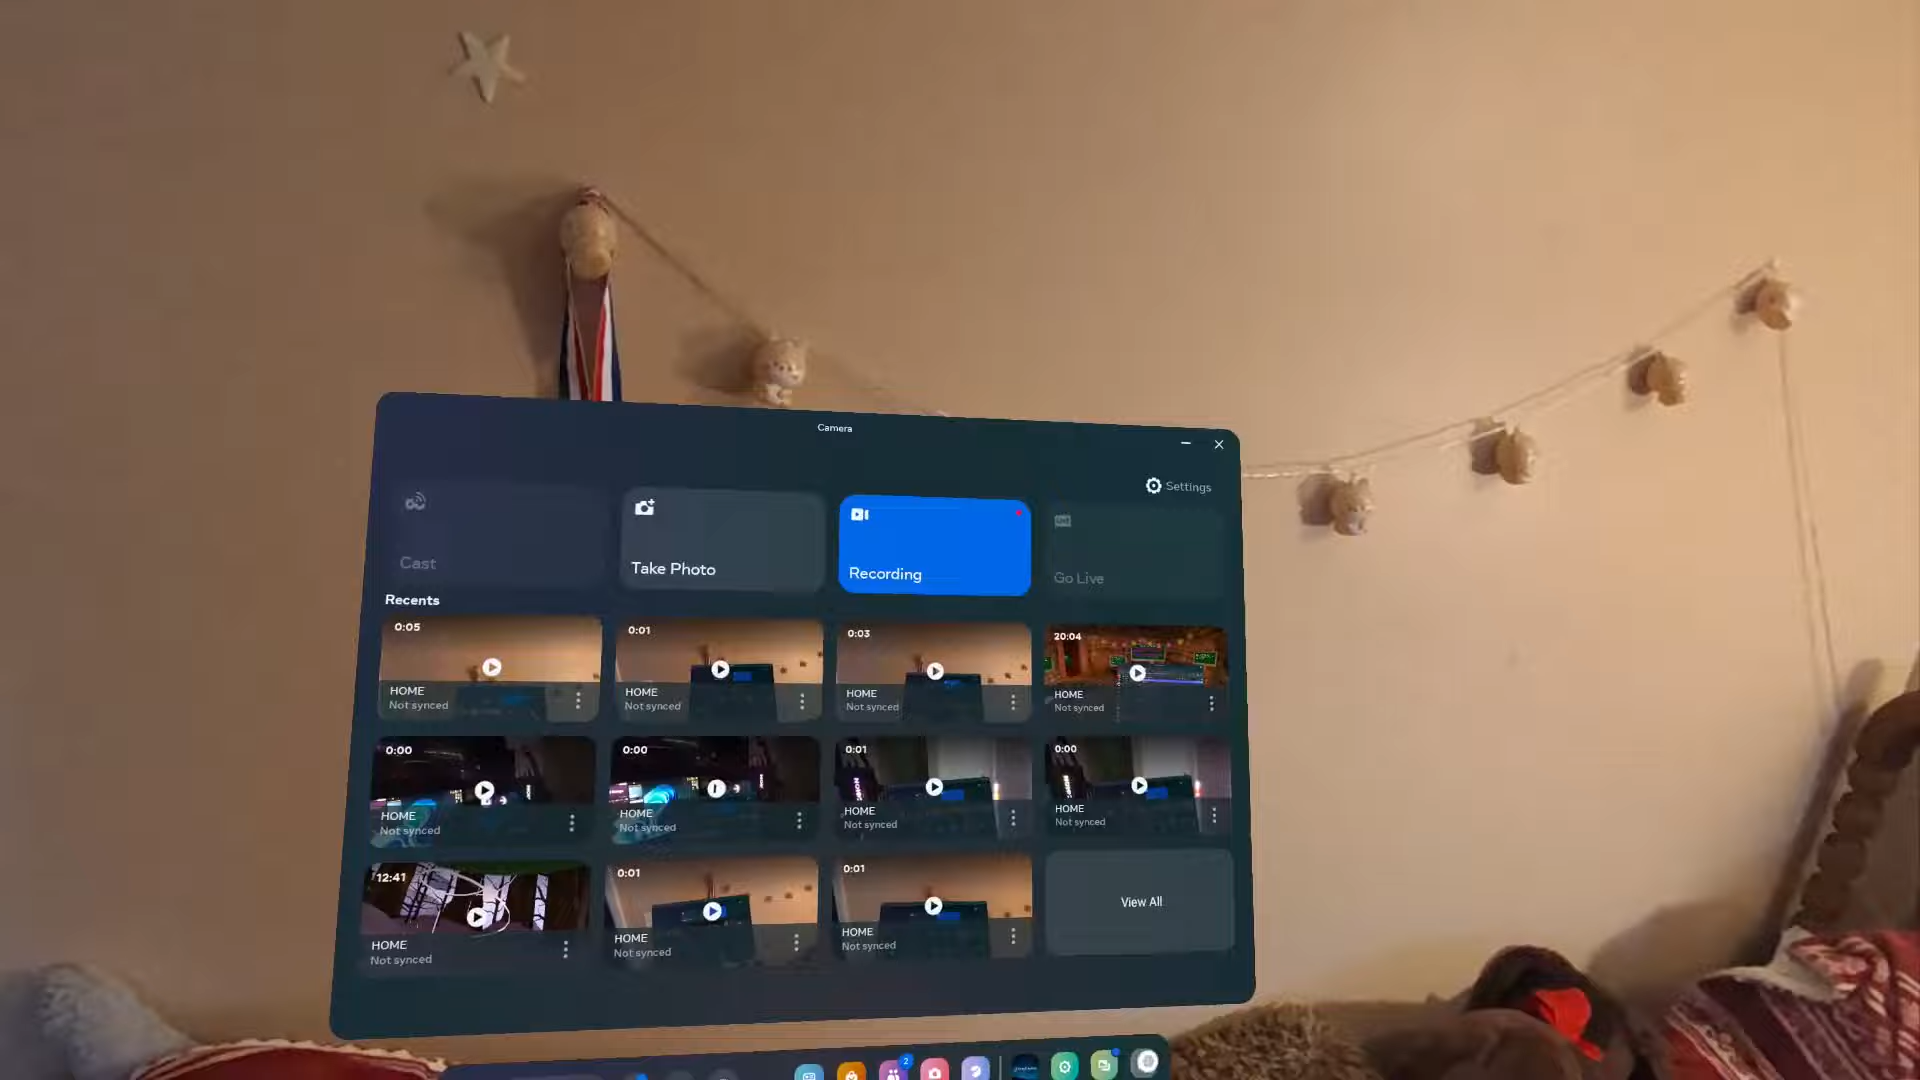 Camera
Settings
Cast
Take Photo
Recording
Go Live
Recents
0:05
HOME
Not synced
0:01
HOME
Not synced
0:03
HOME
Not synced
20:04
HOME
Not synced
0:00
HOME
Not synced
0:00
HOME
Not synced
0:01
HOME
Not synced
0:00
HOME
Not synced
12:41
HOME
Not synced
0:01
HOME
Not synced
0:01
HOME
Not synced
View All
2